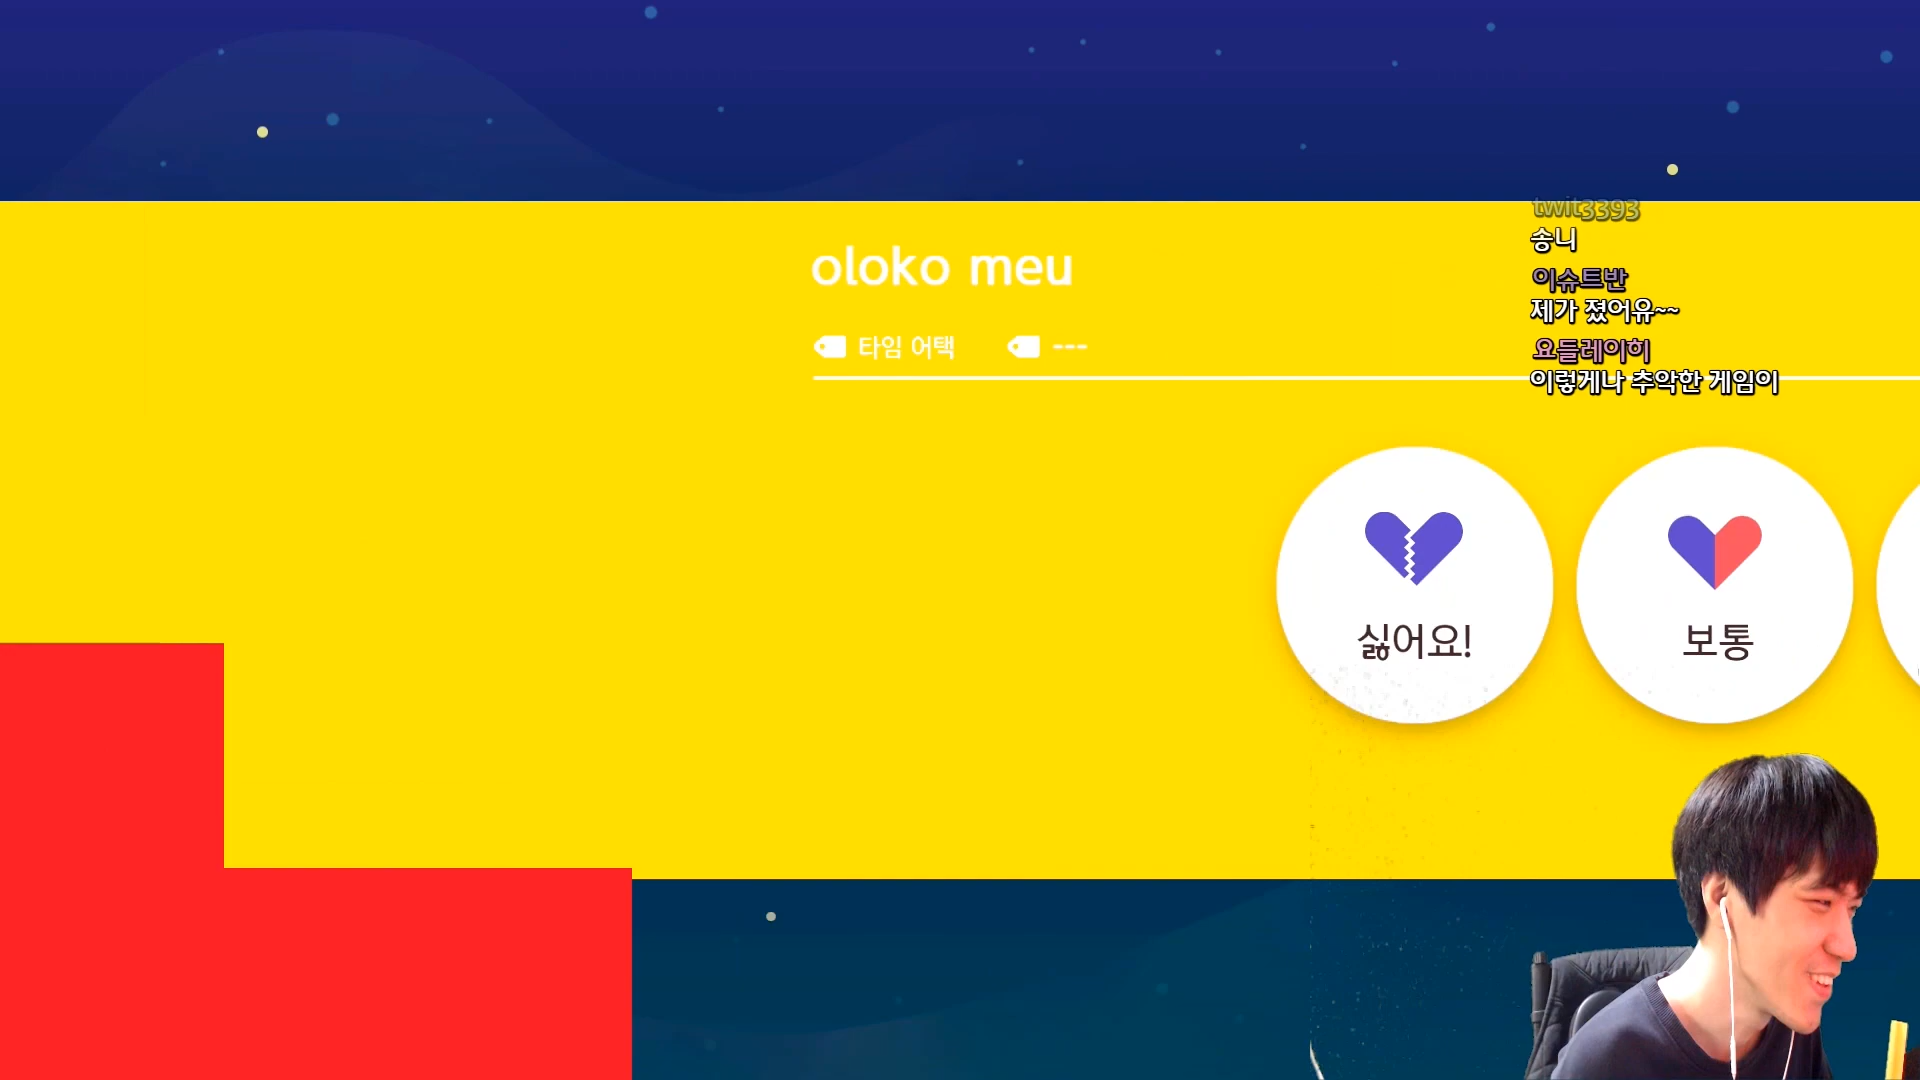 twit3393
송니
이슈트반
제가 졌어유~~
요들레이히
이렇게나 추악한 게임이
oloko meu
타임 어택
---
싫어요!
보통